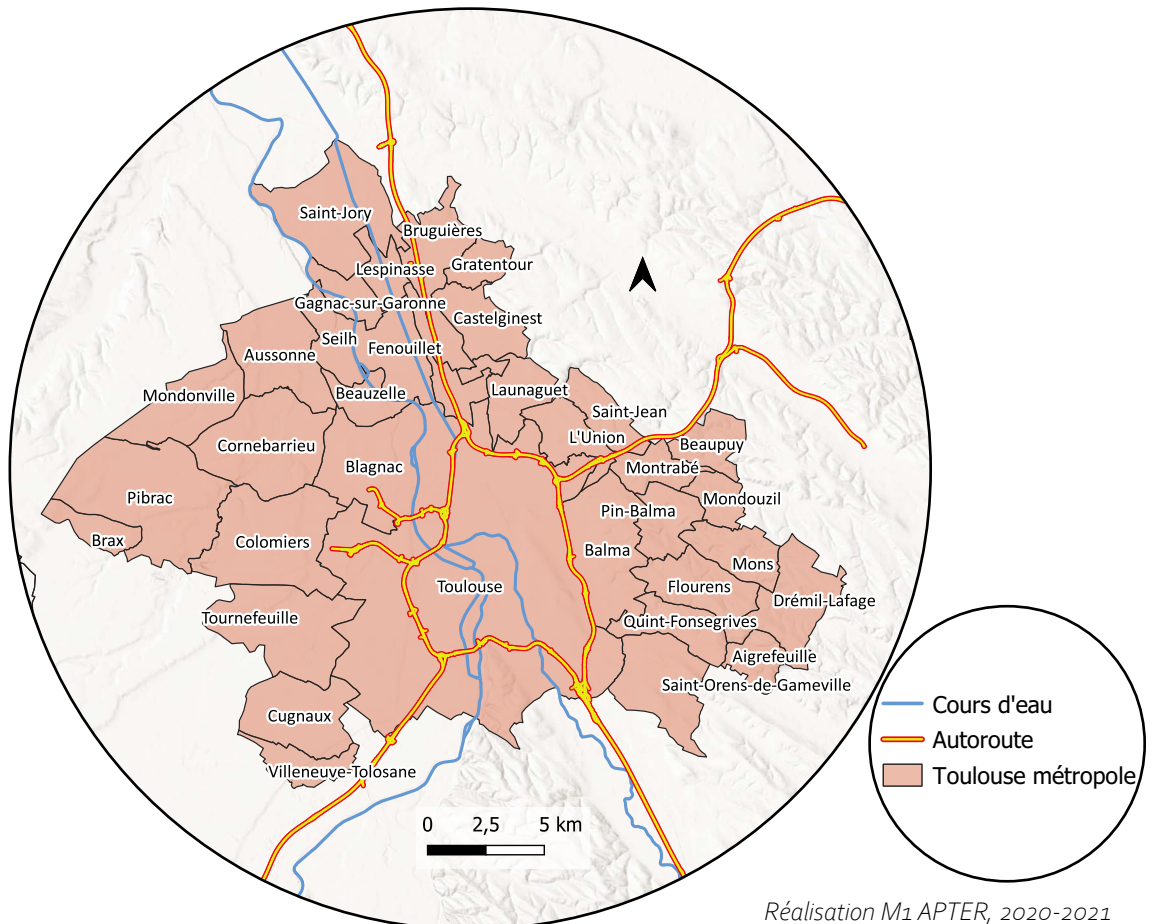 Saint-Jory
Bruguières
Lespinasse
Gratentour
Gagnac-sur-Garonne
Castelginest
Seilh
Fenouillet
Aussonne
Mondonville
Beauzelle
Launaguet
Saint-Jean
L'Union
Cornebarrieu
Beaupuy
Blagnac
Montrabé
Pibrac
Mondouzil
Pin-Balma
Brax
Colomiers
Balma
Mons
Toulouse
Flourens
Drémil-Lafage
Tournefeuille
Quint-Fonsegrives
Aigrefeuille
Saint-Orens-de-Gameville
Cugnaux
Villeneuve-Tolosane
0 2,5 5 km
Cours d'eau
Autoroute
Toulouse métropole
Réalisation M1 APTER, 2020-2021